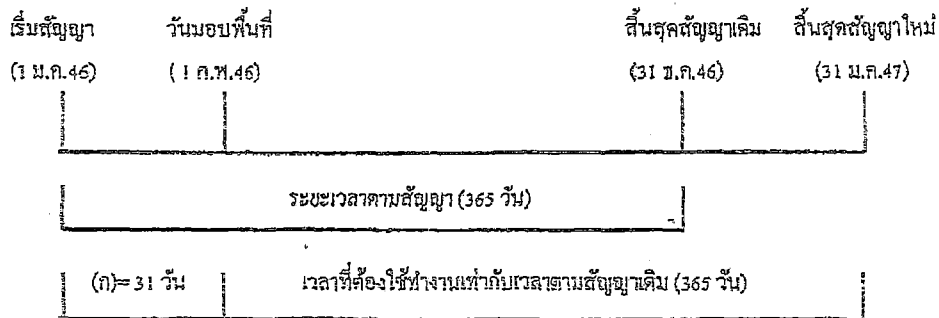 เริ่มสัญญา วันมอบพื้นที่ สิ้นสุดสัญญาเดิม สิ้นสุดสัญญาใหม่
(1 ม.ค.46) (1 ก.พ.46) (31 ธ.ค.46) (31 ม.ค.47)
ระยะเวลาตามสัญญา (365 วัน)
(ก)= 31 วัน เวลาที่ต้องใช้ทำงานเท่ากับเวลาตามสัญญาเดิม (365 วัน)